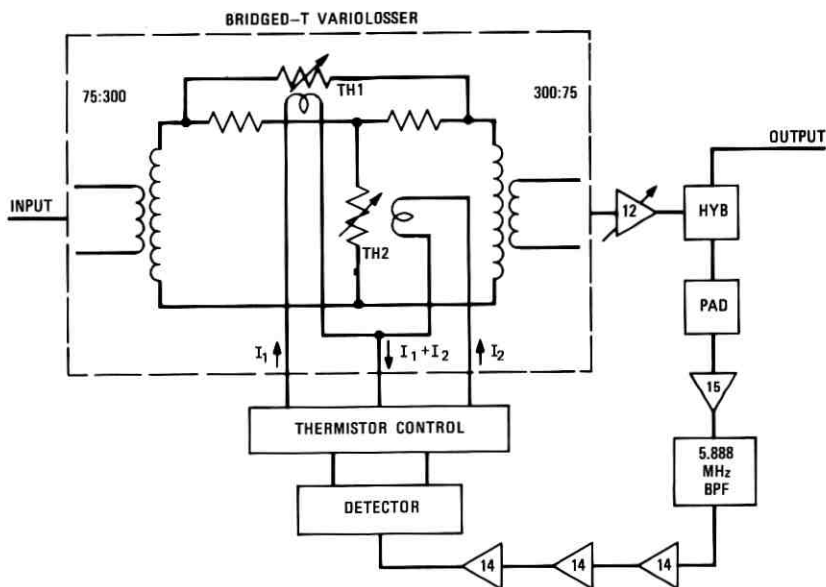 BRIDGED-T VARIOLOSSER
75:300
TH1
300:75
OUTPUT
INPUT
12
HYB
TH2
PAD
I1
I1+I2
I2
15
THERMISTOR CONTROL
5.888
MHz
BPF
DETECTOR
14
14
14